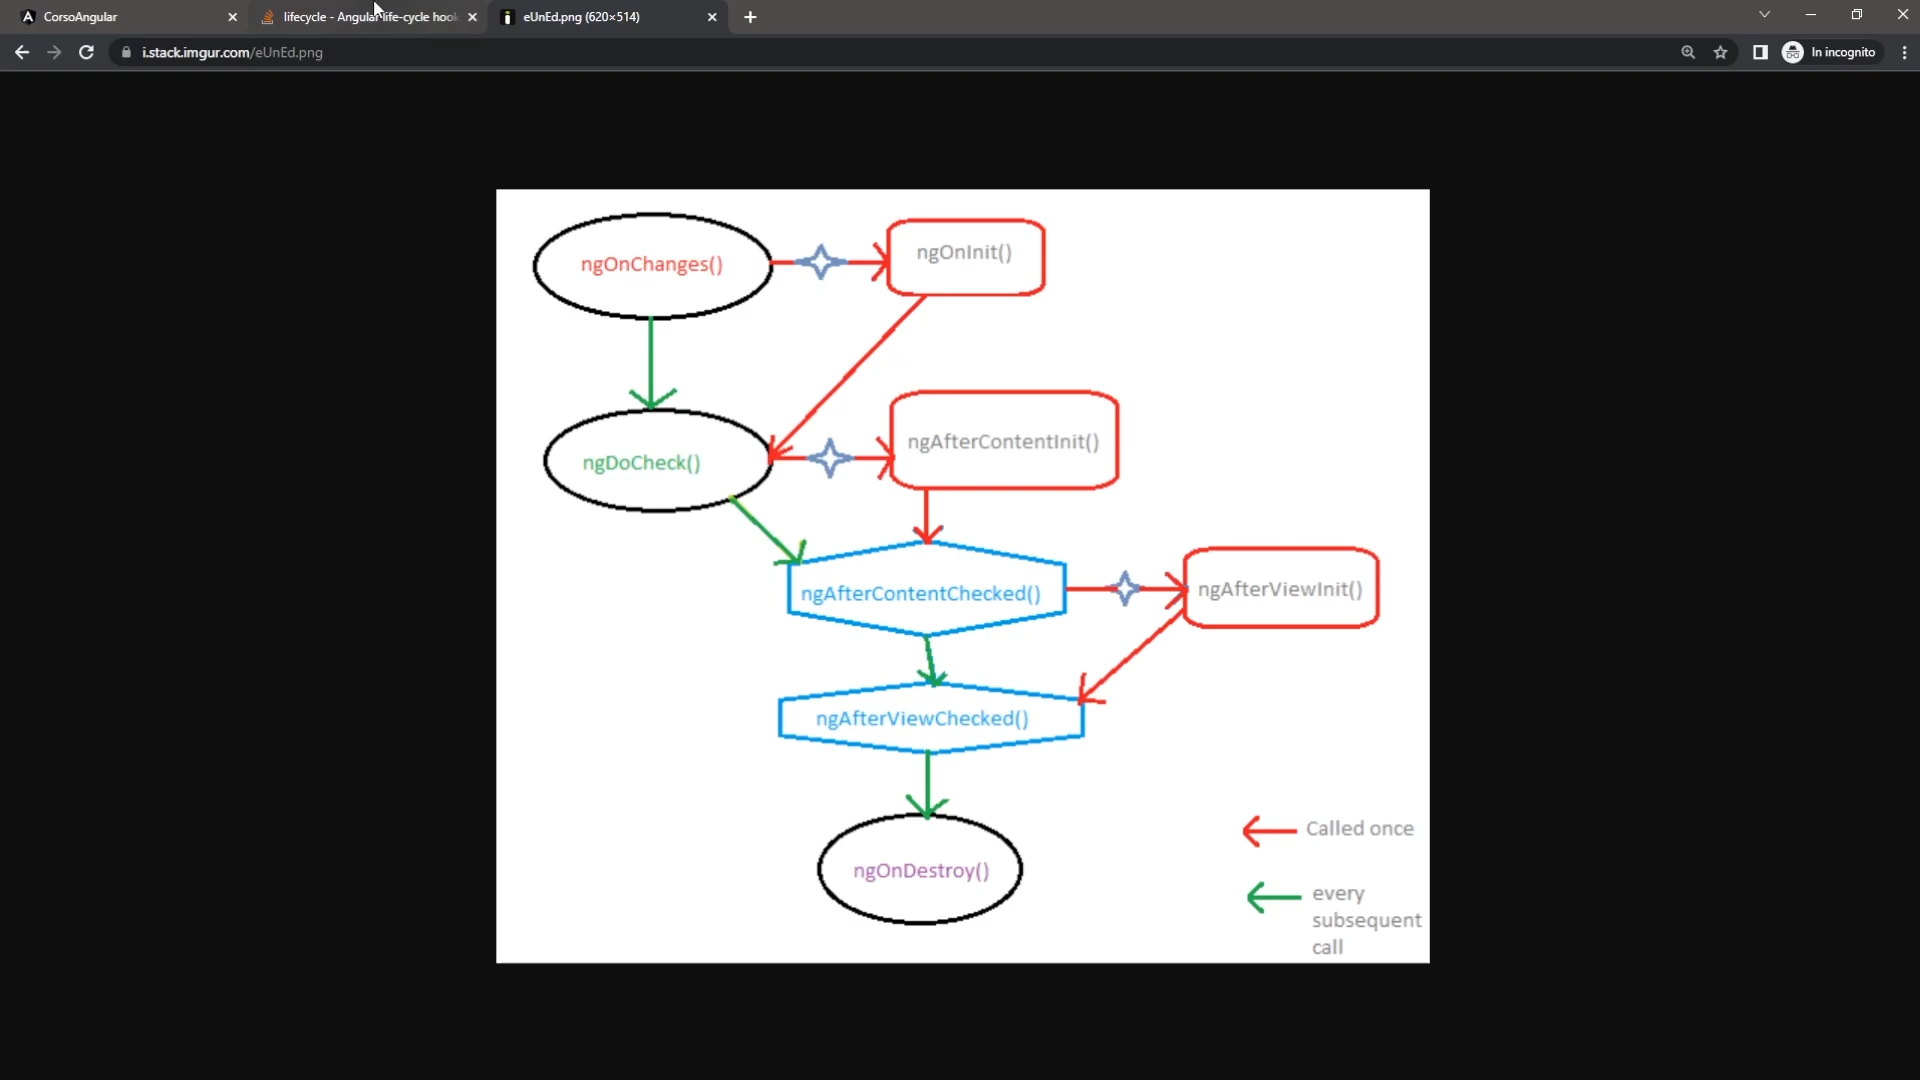 CorsoAngular
lifecycle - Angular life-cycle hook
eUnEd.png (620×514)
i.stack.imgur.com/eUnEd.png
In incognito
ngOnChanges()
ngOnInit()
ngDoCheck()
ngAfterContentInit()
ngAfterContentChecked()
ngAfterViewInit()
ngAfterViewChecked()
ngOnDestroy()
Called once
every
subsequent
call